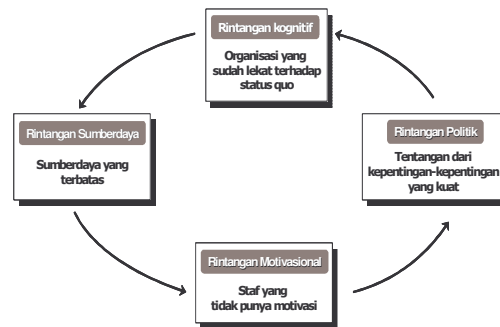 Rintangan kognitif
Organisasi yang
sudah lekat terhadap
status quo
Rintangan Sumberdaya
Sumberdaya yang
terbatas
Rintangan Politik
Tentangan dari
kepentingan-kepentingan
yang kuat
Rintangan Motivasional
Staf yang
tidak punya motivasi